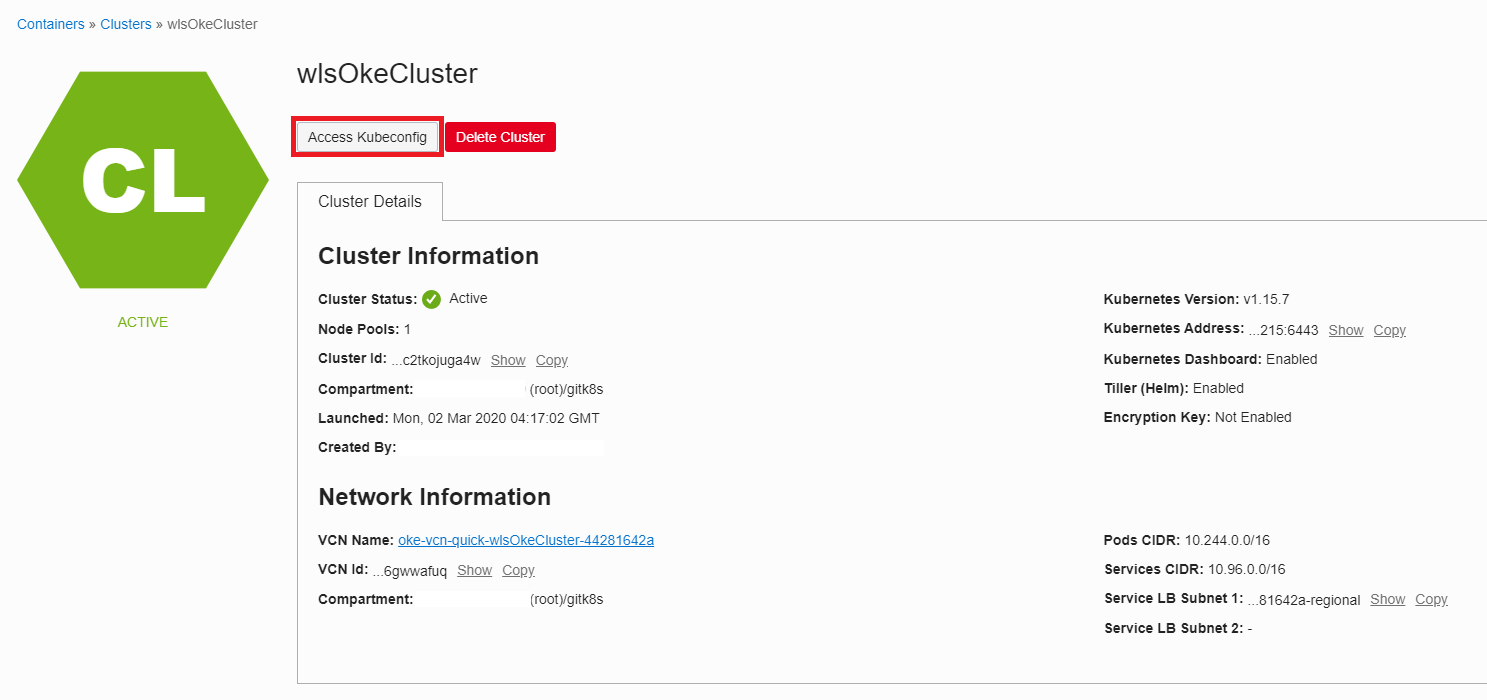 Containers » Clusters » wlsOkeCluster
CL
ACTIVE
wlsOkeCluster
Access Kubeconfig Delete Cluster
Cluster Details
Cluster Information
Cluster Status: Active
Node Pools: 1
Cluster Id: ...c2tkojuga4w Show Copy
Compartment: (root)/gitk8s
Launched: Mon, 02 Mar 2020 04:17:02 GMT
Created By:
Kubernetes Version: v1.15.7
Kubernetes Address: ...215:6443 Show Copy
Kubernetes Dashboard: Enabled
Tiller (Helm): Enabled
Encryption Key: Not Enabled
Network Information
VCN Name: oke-vcn-quick-wlsOkeCluster-44281642a
VCN Id: ...6gwwafuq Show Copy
Compartment: (root)/gitk8s
Pods CIDR: 10.244.0.0/16
Services CIDR: 10.96.0.0/16
Service LB Subnet 1: ...81642a-regional Show Copy
Service LB Subnet 2: -